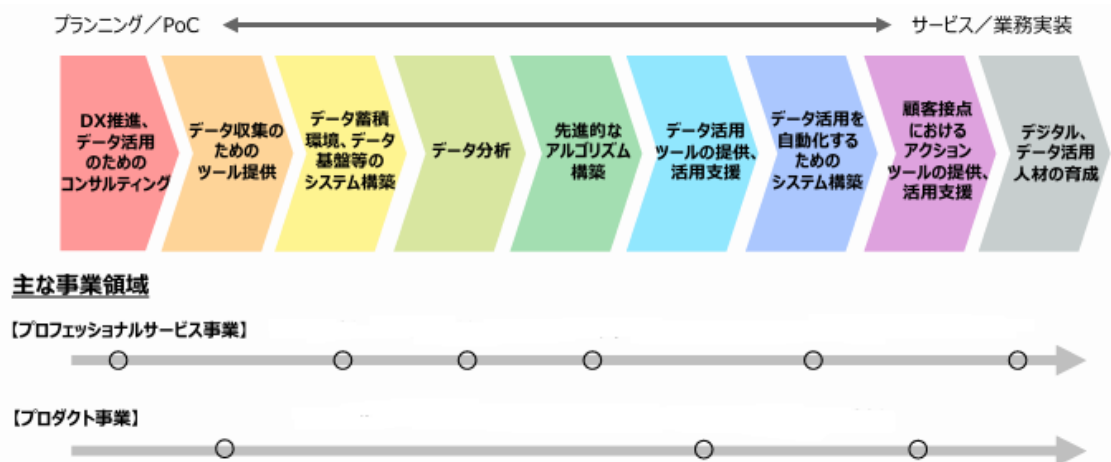 プランニング／PoC
サービス／業務実装
DX推進、
データ活用
のための
コンサルティング
データ収集の
ための
ツール提供
データ蓄積
環境、データ
基盤等の
システム構築
データ分析
先進的な
アルゴリズム
構築
データ活用
ツールの提供、
活用支援
データ活用を
自動化する
ための
システム構築
顧客接点
における
アクション
ツールの提供、
活用支援
デジタル、
データ活用
人材の育成
主な事業領域
【プロフェッショナルサービス事業】
【プロダクト事業】